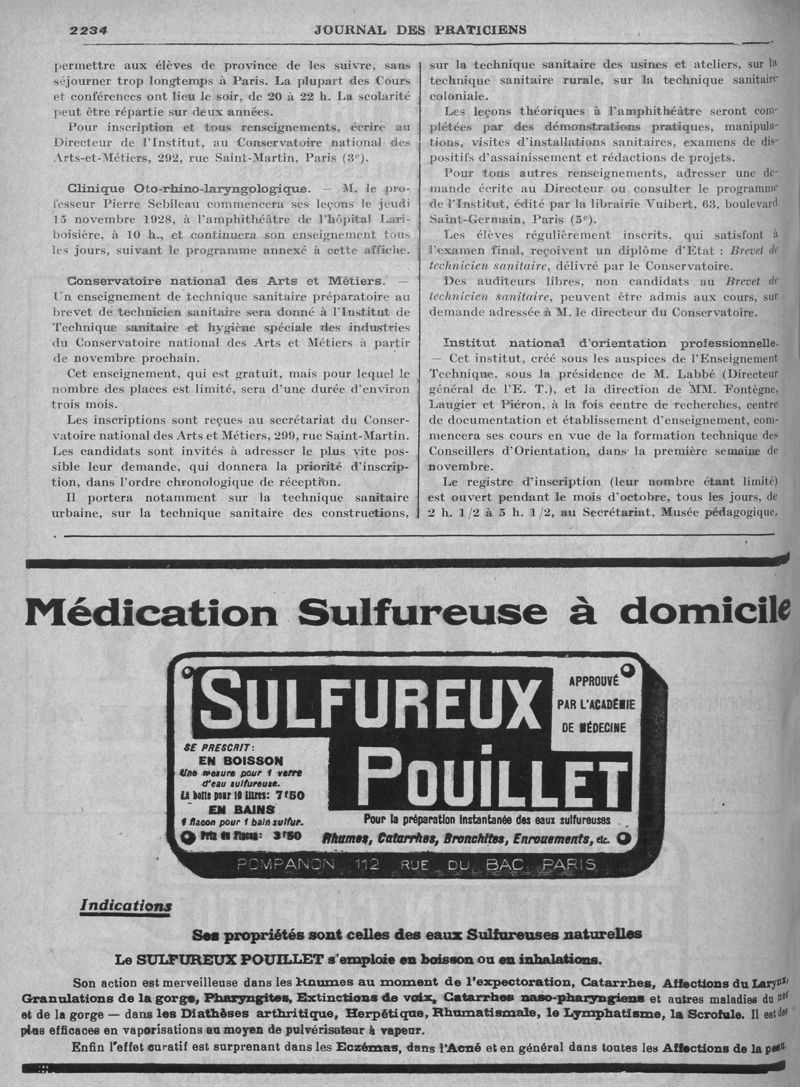 2234
JOURNAL DES PRATICIENS
permettre aux élèves de province de les suivre, sans
séjourner trop longtemps à Paris. La plupart des Cours
et conférences ont lieu le soir, de 20 à 22 h. La scolarité
peut être répartie sur deux années.
Pour inscription et tous renseignements, écrire au
Directeur de l'Institut, au Conservatoire national des
Arts-et-Métiers, 292, rue Saint-Martin, Paris (3e).
Clinique Oto-rhino-laryngologique. — M. le pro-
fesseur Pierre Sebileau commencera ses leçons le jeudi
15 novembre 1928, à l'amphithéâtre de l'hôpital Lari-
boisière, à 10 h., et continuera son enseignement tous
les jours, suivant le programme annexé à cette affiche.
Conservatoire national des Arts et Métiers. —
Un enseignement de technique sanitaire préparatoire au
brevet de technicien sanitaire sera donné à l'Institut de
Technique sanitaire et hygiène spéciale des industries
du Conservatoire national des Arts et Métiers à partir
de novembre prochain.
Cet enseignement, qui est gratuit, mais pour lequel le
nombre des places est limité, sera d'une durée d'environ
trois mois.
Les inscriptions sont reçues au secrétariat du Conser-
vatoire national des Arts et Métiers, 299, rue Saint-Martin.
Les candidats sont invités à adresser le plus vite pos-
sible leur demande, qui donnera la priorité d'inscrip-
tion, dans l'ordre chronologique de réception.
Il portera notamment sur la technique sanitaire
urbaine, sur la technique sanitaire des constructions,
sur la technique sanitaire des usines et ateliers, sur la
technique sanitaire rurale, sur la technique sanitaire
coloniale.
Les leçons théoriques à l'amphithéâtre seront com-
plétées par des démonstrations pratiques, manipula-
tions, visites d'installations sanitaires, examens de dis-
positifs d'assainissement et rédactions de projets.
Pour tous autres renseignements, adresser une de-
mande écrite au Directeur ou consulter le programme
de l'Institut, édité par la librairie Vuibert, 63, boulevard
Saint-Germain, Paris (5e).
Les élèves régulièrement inscrits, qui satisfont à
l'examen final, reçoivent un diplôme d'Etat : Brevet de
technicien sanitaire, délivré par le Conservatoire.
Des auditeurs libres, non candidats au Brevet de
technicien sanitaire, peuvent être admis aux cours, sur
demande adressée à M. le directeur du Conservatoire.
Institut national d'orientation professionnelle.
— Cet institut, créé sous les auspices de l'Enseignement
Technique, sous la présidence de M. Labbé (Directeur
général de l'E. T.), et la direction de MM. Fontègne,
Laugier et Piéron, à la fois centre de recherches, centre
de documentation et établissement d'enseignement, com-
mencera ses cours en vue de la formation technique des
Conseillers d'Orientation, dans la première semaine de
novembre.
Le registre d'inscription (leur nombre étant limité)
est ouvert pendant le mois d'octobre, tous les jours, de
2 h. 1/2 à 5 h. 1/2, au Secrétariat, Musée pédagogique,
Médication Sulfureuse à domicile
SULFUREUX
POUILLET
APPROUVÉ
PAR L'ACADÉMIE
DE MÉDECINE
SE PRESCRIT:
EN BOISSON
Une mesure pour 1 verre
d'eau sulfureuse.
La boîte pour 10 litres: 7f50
EN BAINS
1 flacon pour 1 bain sulfur.
Prix du flacon: 3f50
Pour la préparation instantanée des eaux sulfureuses
Rhumes, Catarrhes, Bronchites, Enrouements, etc.
POMPANON 112 RUE DU BAC PARIS
Indications
Ses propriétés sont celles des eaux Sulfureuses naturelles
Le SULFUREUX POUILLET s'emploie en boisson ou en inhalations.
Son action est merveilleuse dans les Rhumes au moment de l'expectoration, Catarrhes, Affections du Larynx,
Granulations de la gorge, Pharyngites, Extinctions de voix, Catarrhes naso-pharyngiens et autres maladies du nez
et de la gorge — dans les Diathèses arthritique, Herpétique, Rhumatismale, le Lymphatisme, la Scrofule. Il est des
plus efficaces en vaporisations au moyen de pulvérisateur à vapeur.
Enfin l'effet curatif est surprenant dans les Eczémas, dans l'Acné et en général dans toutes les Affections de la peau.